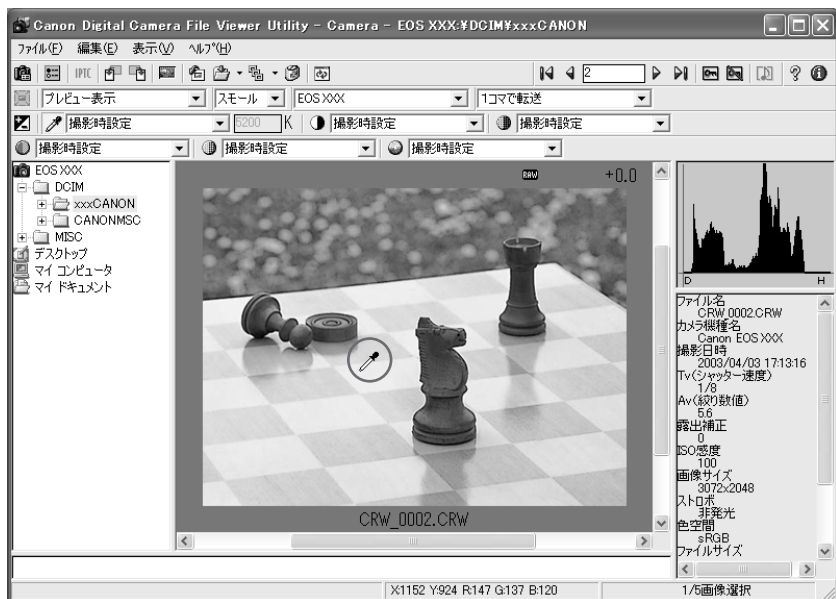 Canon Digital Camera File Viewer Utility - Camera - EOS XXX:¥DCIM¥xxxCANON
ファイル(F) 編集(E) 表示(V) ヘルプ(H)
IPTC 2
プレビュー表示 スモール EOS XXX 1コマで転送
撮影時設定 5200 K 撮影時設定 撮影時設定
撮影時設定 撮影時設定 撮影時設定
EOS XXX
DCIM
xxxCANON
CANONMSC
MISC
デスクトップ
マイ コンピュータ
マイ ドキュメント
RAW +0.0
CRW_0002.CRW
D H
ファイル名
CRW_0002.CRW
カメラ機種名
Canon EOS XXX
撮影日時
2003/04/03 17:13:16
Tv(シャッター速度)
1/8
Av(絞り数値)
5.6
露出補正
0
ISO感度
100
画像サイズ
3072x2048
ストロボ
非発光
色空間
sRGB
ファイルサイズ
X:1152 Y:924 R:147 G:137 B:120
1/5画像選択